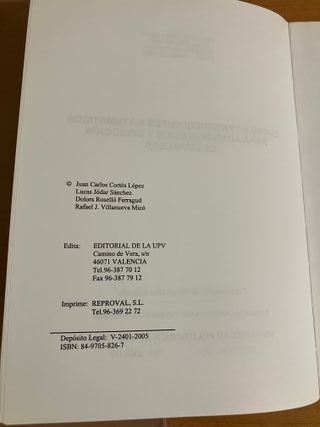 © Juan Carlos Cortés López
Lucas Jódar Sánchez
Dolors Roselló Ferragud
Rafael J. Villanueva Micó
Edita: EDITORIAL DE LA UPV
Camino de Vera, s/n
46071 VALENCIA
Tel.96-387 70 12
Fax 96-387 79 12
Imprime: REPROVAL, S.L.
Tel.96-369 22 72
Depósito Legal: V-2401-2005
ISBN: 84-9705-826-7